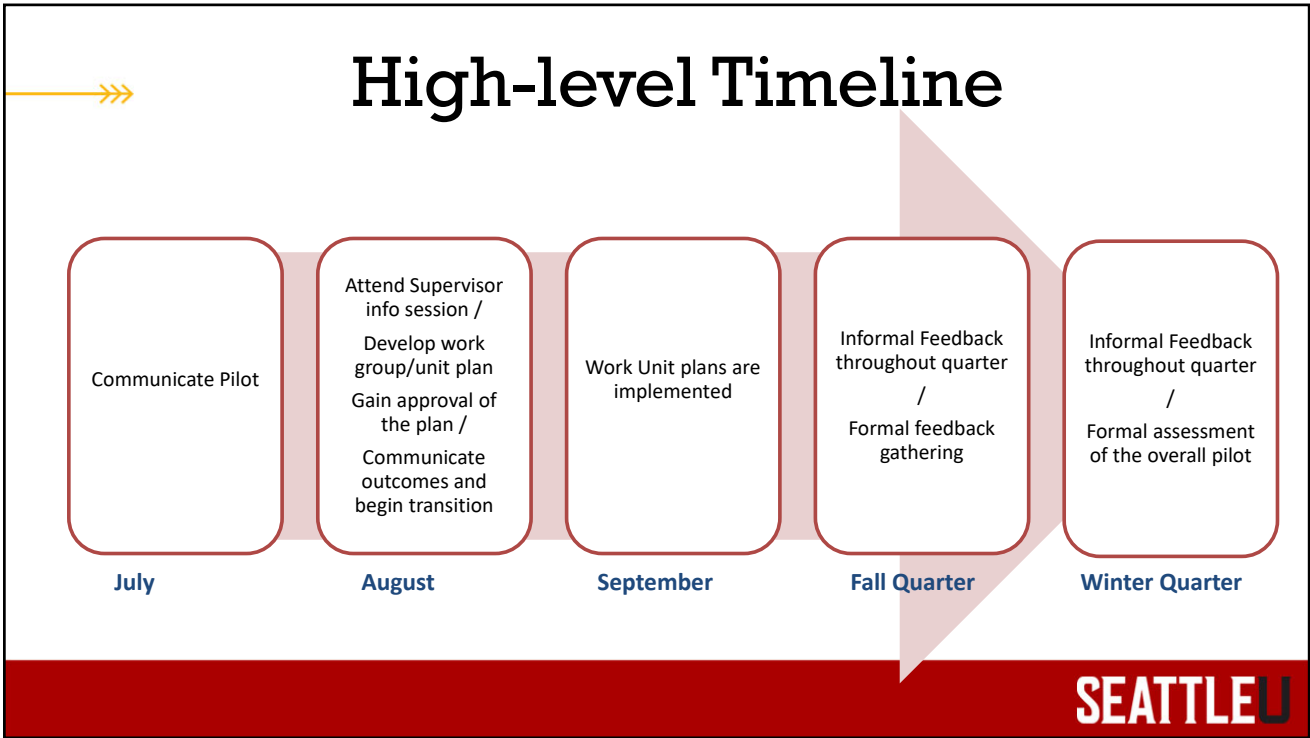 High-level Timeline
Communicate Pilot
Attend Supervisor
info session /
Develop work
group/unit plan
Gain approval of
the plan /
Communicate
outcomes and
begin transition
Work Unit plans are
implemented
Informal Feedback
throughout quarter
/
Formal feedback
gathering
Informal Feedback
throughout quarter
/
Formal assessment
of the overall pilot
July
August
September
Fall Quarter
Winter Quarter
SEATTLEU